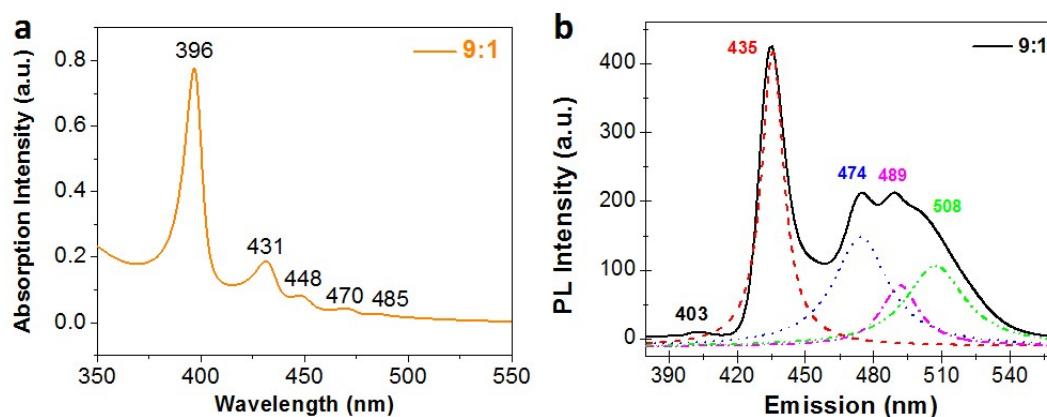 a
9:1
396
431
448
470
485
0.8
0.6
0.4
0.2
0.0
Absorption Intensity (a.u.)
350 400 450 500 550
Wavelength (nm)
b
9:1
435
474
489
508
403
400
300
200
100
0
PL Intensity (a.u.)
390 420 450 480 510 540
Emission (nm)